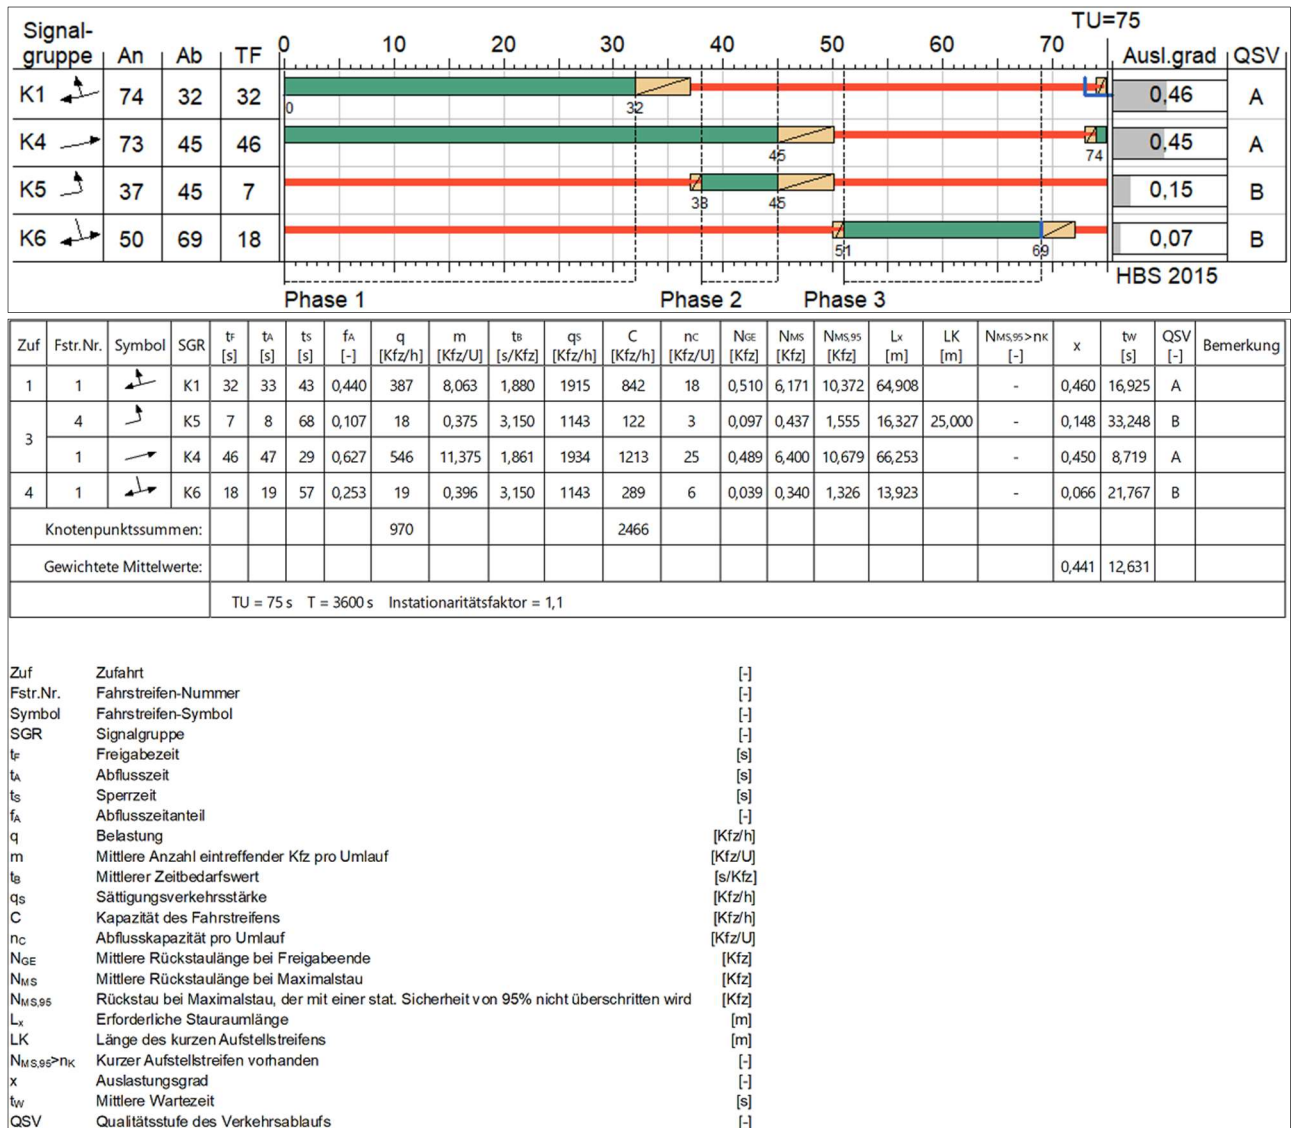 TU=75
Signal-
gruppe An Ab TF 0 10 20 30 40 50 60 70 Ausl.grad QSV
K1 74 32 32 0 32 0,46 A
K4 73 45 46 45 74 0,45 A
K5 37 45 7 38 45 0,15 B
K6 50 69 18 51 69 0,07 B
HBS 2015
Phase 1 Phase 2 Phase 3
Zuf Fstr.Nr. Symbol SGR tF [s] tA [s] tS [s] fA [-] q [Kfz/h] m [Kfz/U] tB [s/Kfz] qS [Kfz/h] C [Kfz/h] nC [Kfz/U] NGE [Kfz] NMS [Kfz] NMS,95 [Kfz] Lx [m] LK [m] NMS,95>nK [-] x tW [s] QSV [-] Bemerkung
1 1 K1 32 33 43 0,440 387 8,063 1,880 1915 842 18 0,510 6,171 10,372 64,908 - 0,460 16,925 A
3 4 K5 7 8 68 0,107 18 0,375 3,150 1143 122 3 0,097 0,437 1,555 16,327 25,000 - 0,148 33,248 B
1 K4 46 47 29 0,627 546 11,375 1,861 1934 1213 25 0,489 6,400 10,679 66,253 - 0,450 8,719 A
4 1 K6 18 19 57 0,253 19 0,396 3,150 1143 289 6 0,039 0,340 1,326 13,923 - 0,066 21,767 B
Knotenpunktssummen: 970 2466
Gewichtete Mittelwerte: 0,441 12,631
TU = 75 s T = 3600 s Instationaritätsfaktor = 1,1
Zuf Zufahrt [-]
Fstr.Nr. Fahrstreifen-Nummer [-]
Symbol Fahrstreifen-Symbol [-]
SGR Signalgruppe [-]
tF Freigabezeit [s]
tA Abflusszeit [s]
tS Sperrzeit [s]
fA Abflusszeitanteil [-]
q Belastung [Kfz/h]
m Mittlere Anzahl eintreffender Kfz pro Umlauf [Kfz/U]
tB Mittlerer Zeitbedarfswert [s/Kfz]
qS Sättigungsverkehrsstärke [Kfz/h]
C Kapazität des Fahrstreifens [Kfz/h]
nC Abflusskapazität pro Umlauf [Kfz/U]
NGE Mittlere Rückstaulänge bei Freigabeende [Kfz]
NMS Mittlere Rückstaulänge bei Maximalstau [Kfz]
NMS,95 Rückstau bei Maximalstau, der mit einer stat. Sicherheit von 95% nicht überschritten wird [Kfz]
Lx Erforderliche Stauraumlänge [m]
LK Länge des kurzen Aufstellstreifens [m]
NMS,95>nK Kurzer Aufstellstreifen vorhanden [-]
x Auslastungsgrad [-]
tW Mittlere Wartezeit [s]
QSV Qualitätsstufe des Verkehrsablaufs [-]